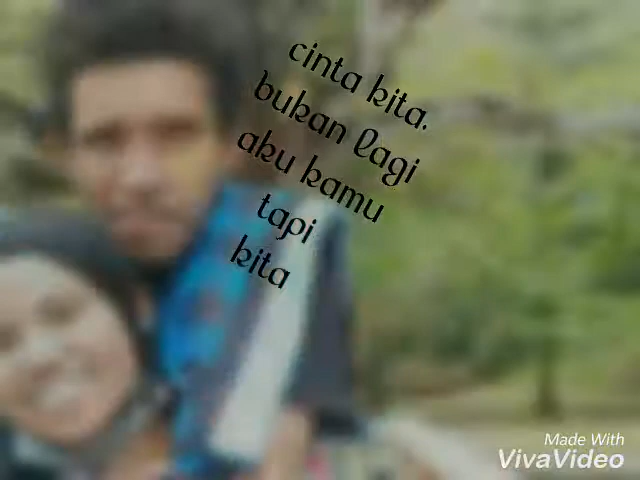 cinta kita.
bukan lagi
aku kamu
tapi
kita
Made With
VivaVideo